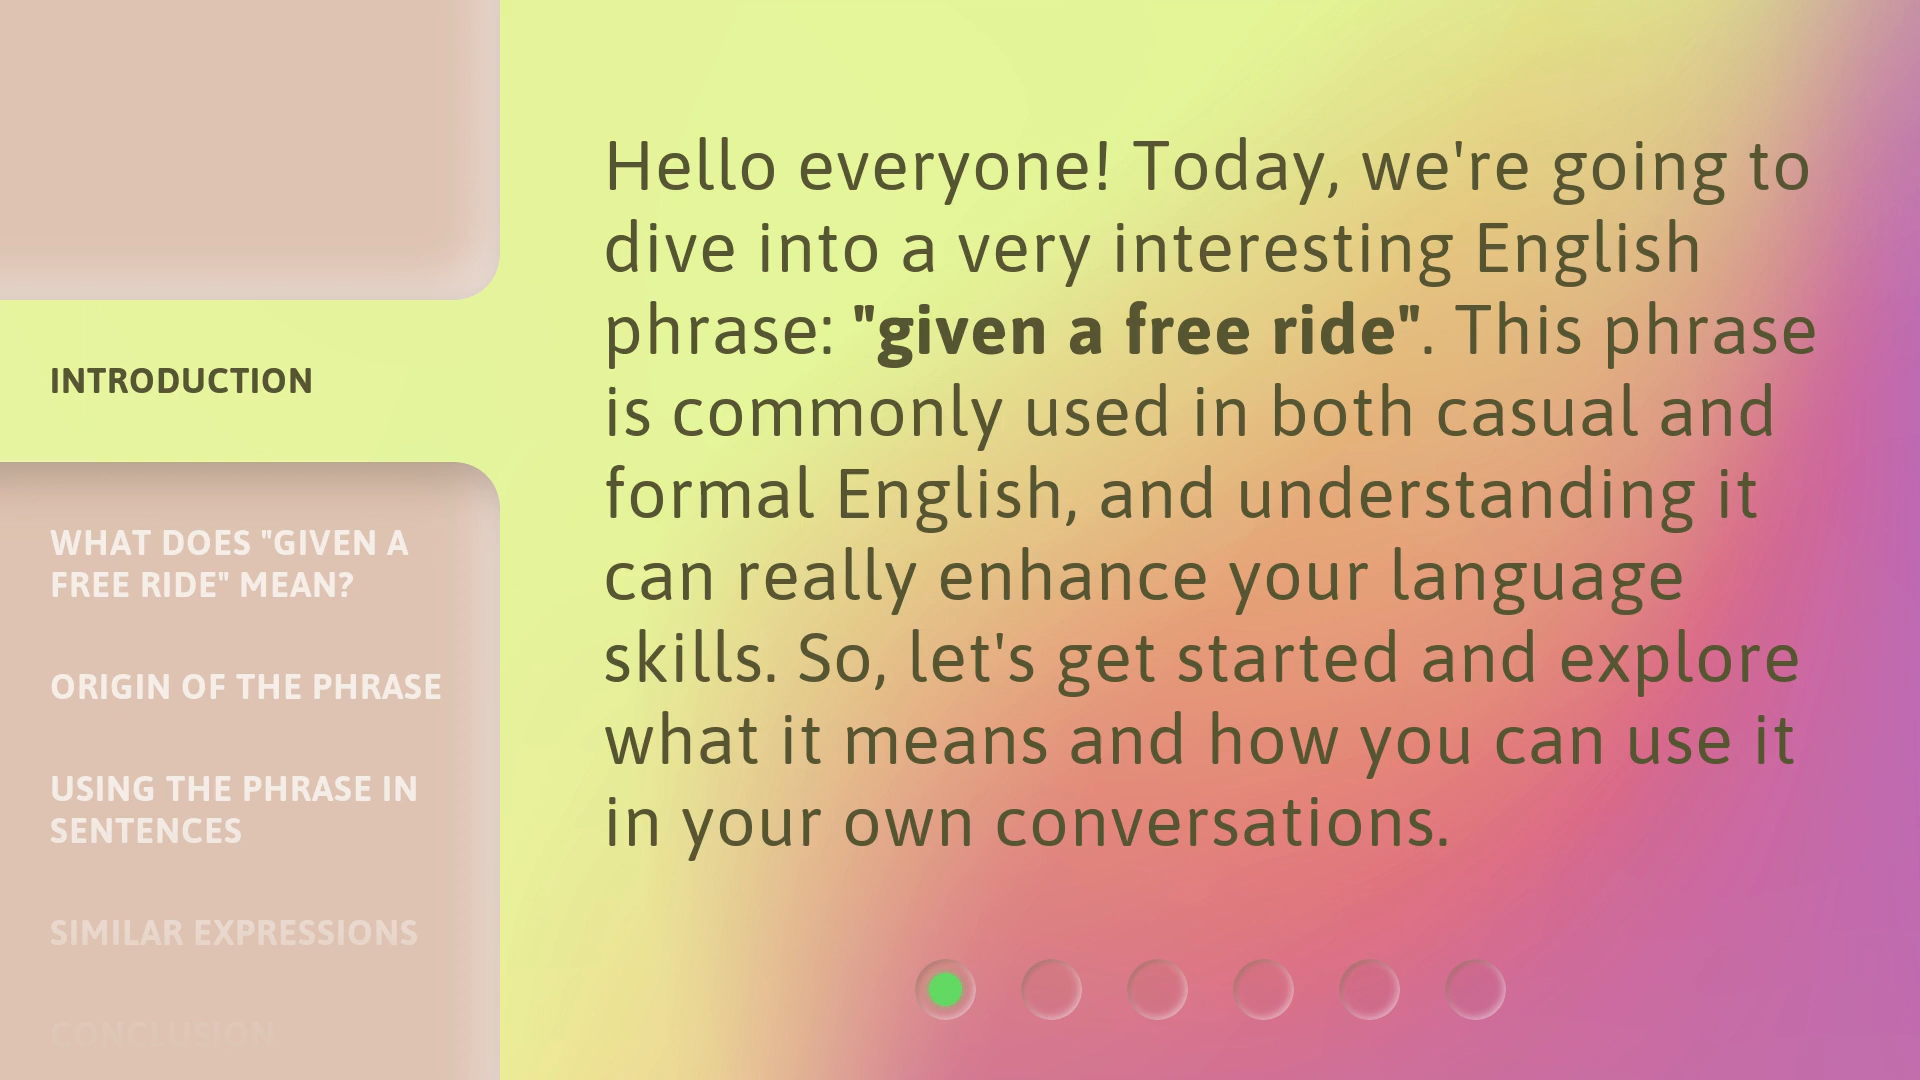 INTRODUCTION
WHAT DOES "GIVEN A
FREE RIDE" MEAN?
ORIGIN OF THE PHRASE
USING THE PHRASE IN
SENTENCES
SIMILAR EXPRESSIONS
CONCLUSION
Hello everyone! Today, we're going to
dive into a very interesting English
phrase: "given a free ride". This phrase
is commonly used in both casual and
formal English, and understanding it
can really enhance your language
skills. So, let's get started and explore
what it means and how you can use it
in your own conversations.